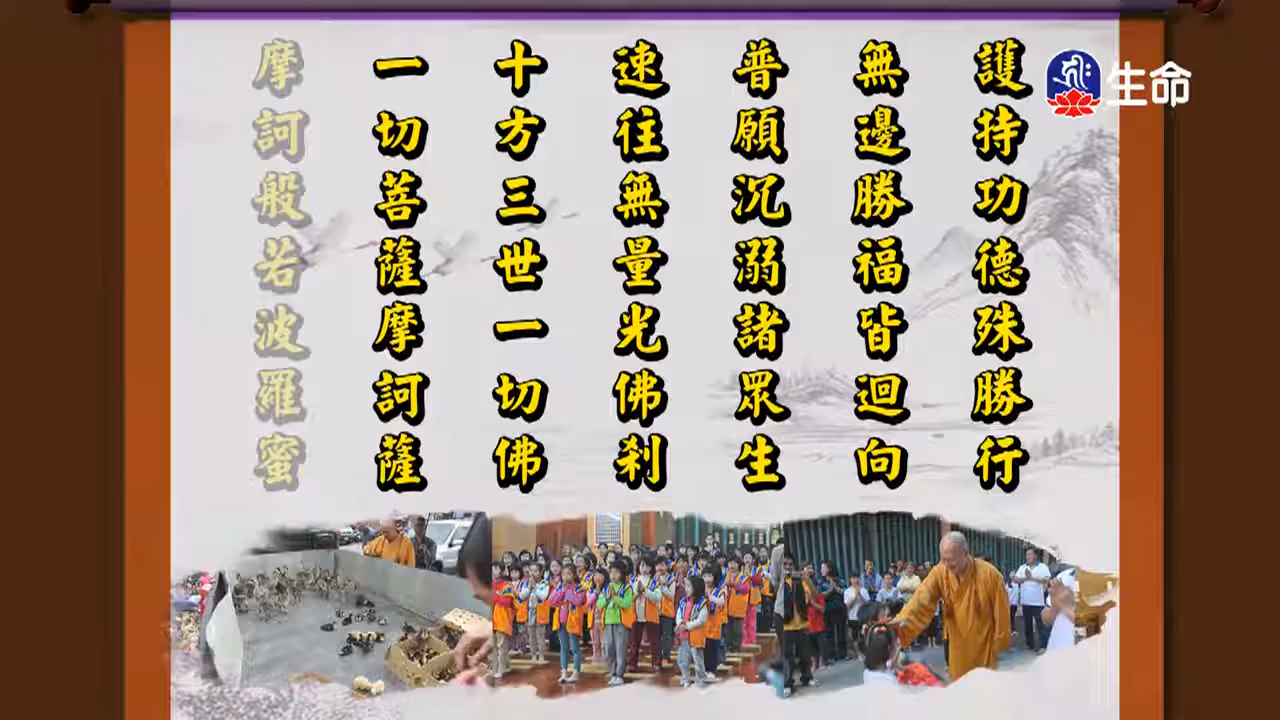 護持功德殊勝行
無邊勝福皆迴向
普願沉溺諸眾生
速往無量光佛剎
十方三世一切佛
一切菩薩摩訶薩
摩訶般若波羅蜜
生命